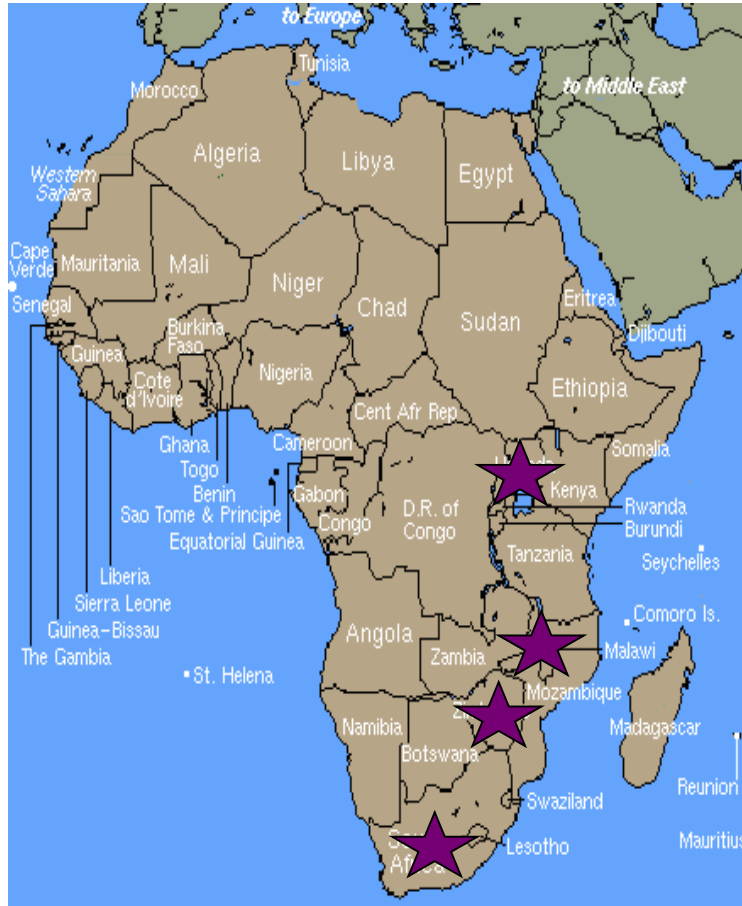 to Europe
Tunisia
to Middle East
Morocco
Algeria
Libya
Egypt
Western
Sahara
Cape
Verde
Mauritania
Mali
Niger
Chad
Sudan
Eritrea
Senegal
Djibouti
Burkina
Faso
Guinea
Nigeria
Cote
d'Ivoire
Ethiopia
Cent Afr Rep
Ghana
Cameroon
Somalia
Togo
Benin
Gabon
Kenya
Sao Tome & Principe
D.R. of
Congo
Rwanda
Congo
Equatorial Guinea
Burundi
Tanzania
Seychelles
Liberia
Sierra Leone
Comoro Is.
Guinea-Bissau
Angola
The Gambia
Zambia
Malawi
St. Helena
Mozambique
Namibia
Madagascar
Botswana
Reunion
Swaziland
Mauritius
Lesotho